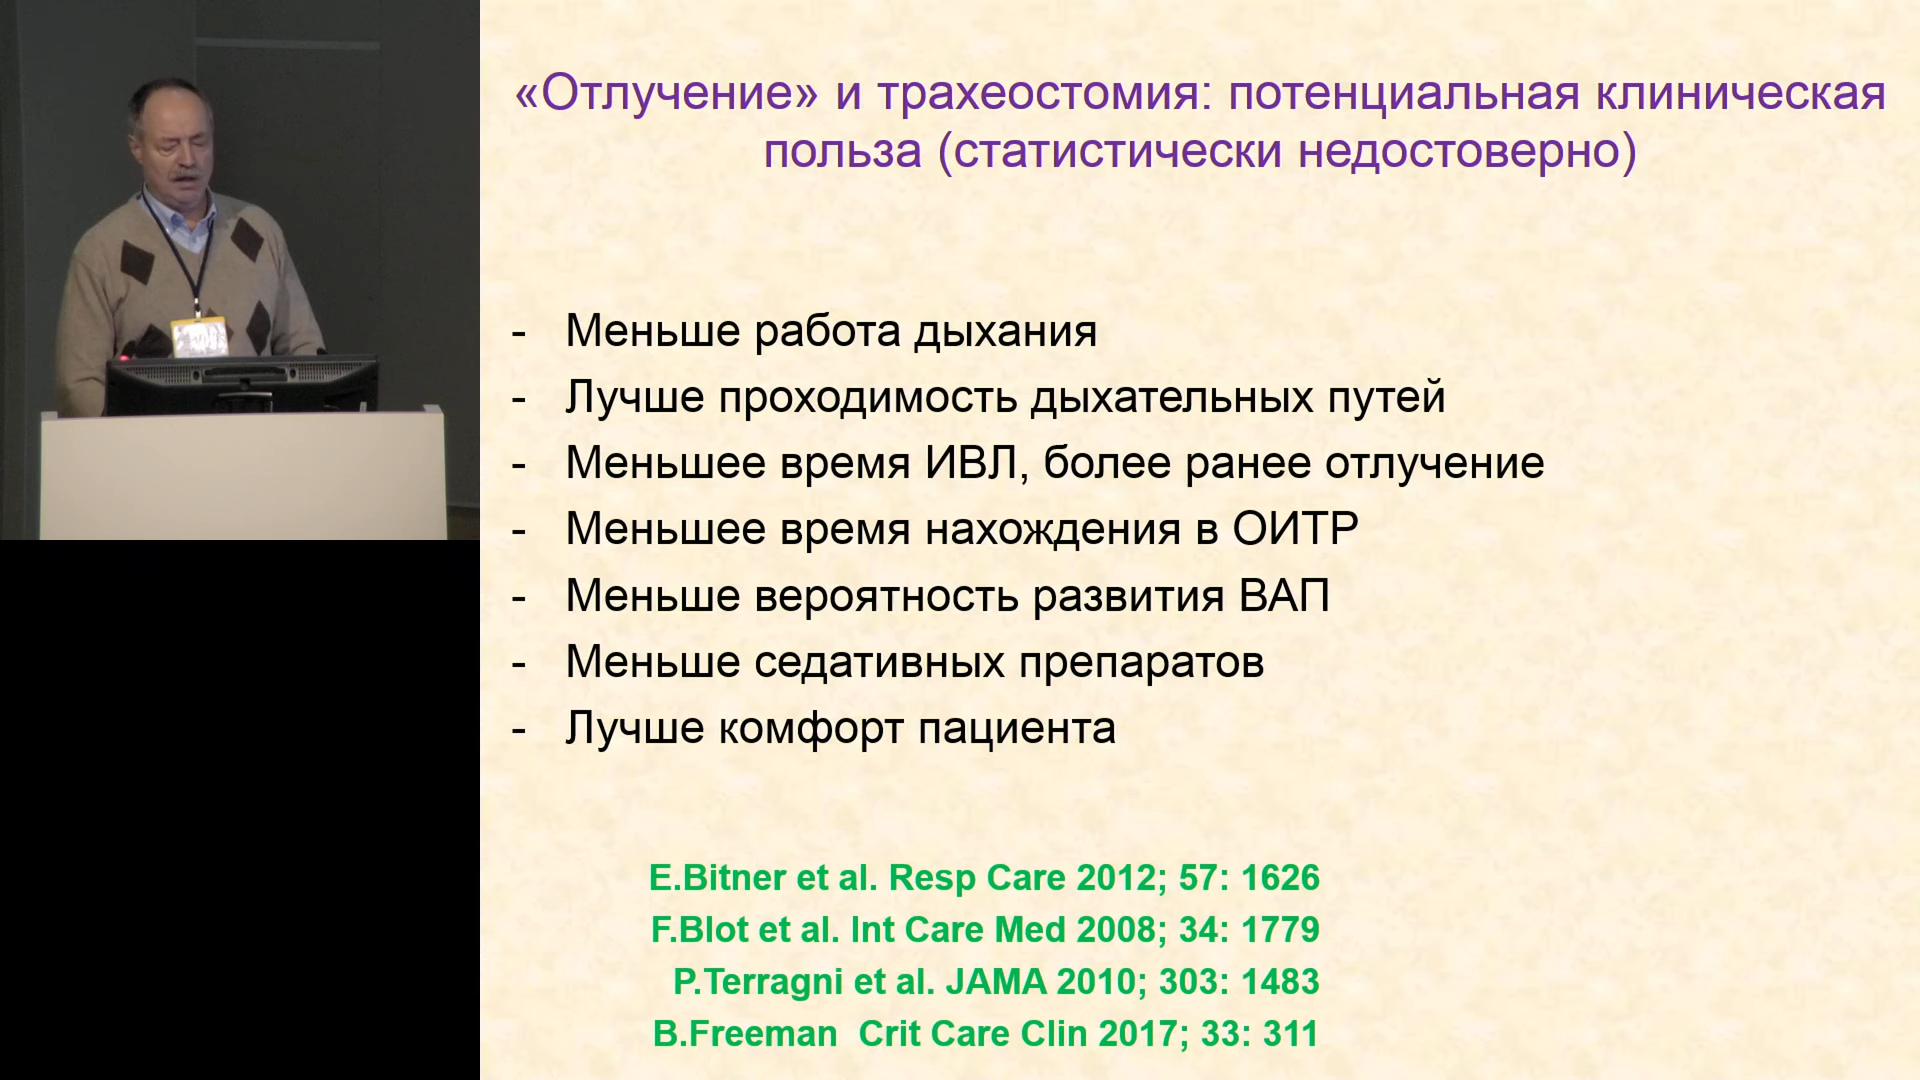 «Отлучение» и трахеостомия: потенциальная клиническая
польза (статистически недостоверно)
- Меньше работа дыхания
- Лучше проходимость дыхательных путей
- Меньшее время ИВЛ, более ранее отлучение
- Меньшее время нахождения в ОИТР
- Меньше вероятность развития ВАП
- Меньше седативных препаратов
- Лучше комфорт пациента
E.Bitner et al. Resp Care 2012; 57: 1626
F.Blot et al. Int Care Med 2008; 34: 1779
P.Terragni et al. JAMA 2010; 303: 1483
B.Freeman  Crit Care Clin 2017; 33: 311